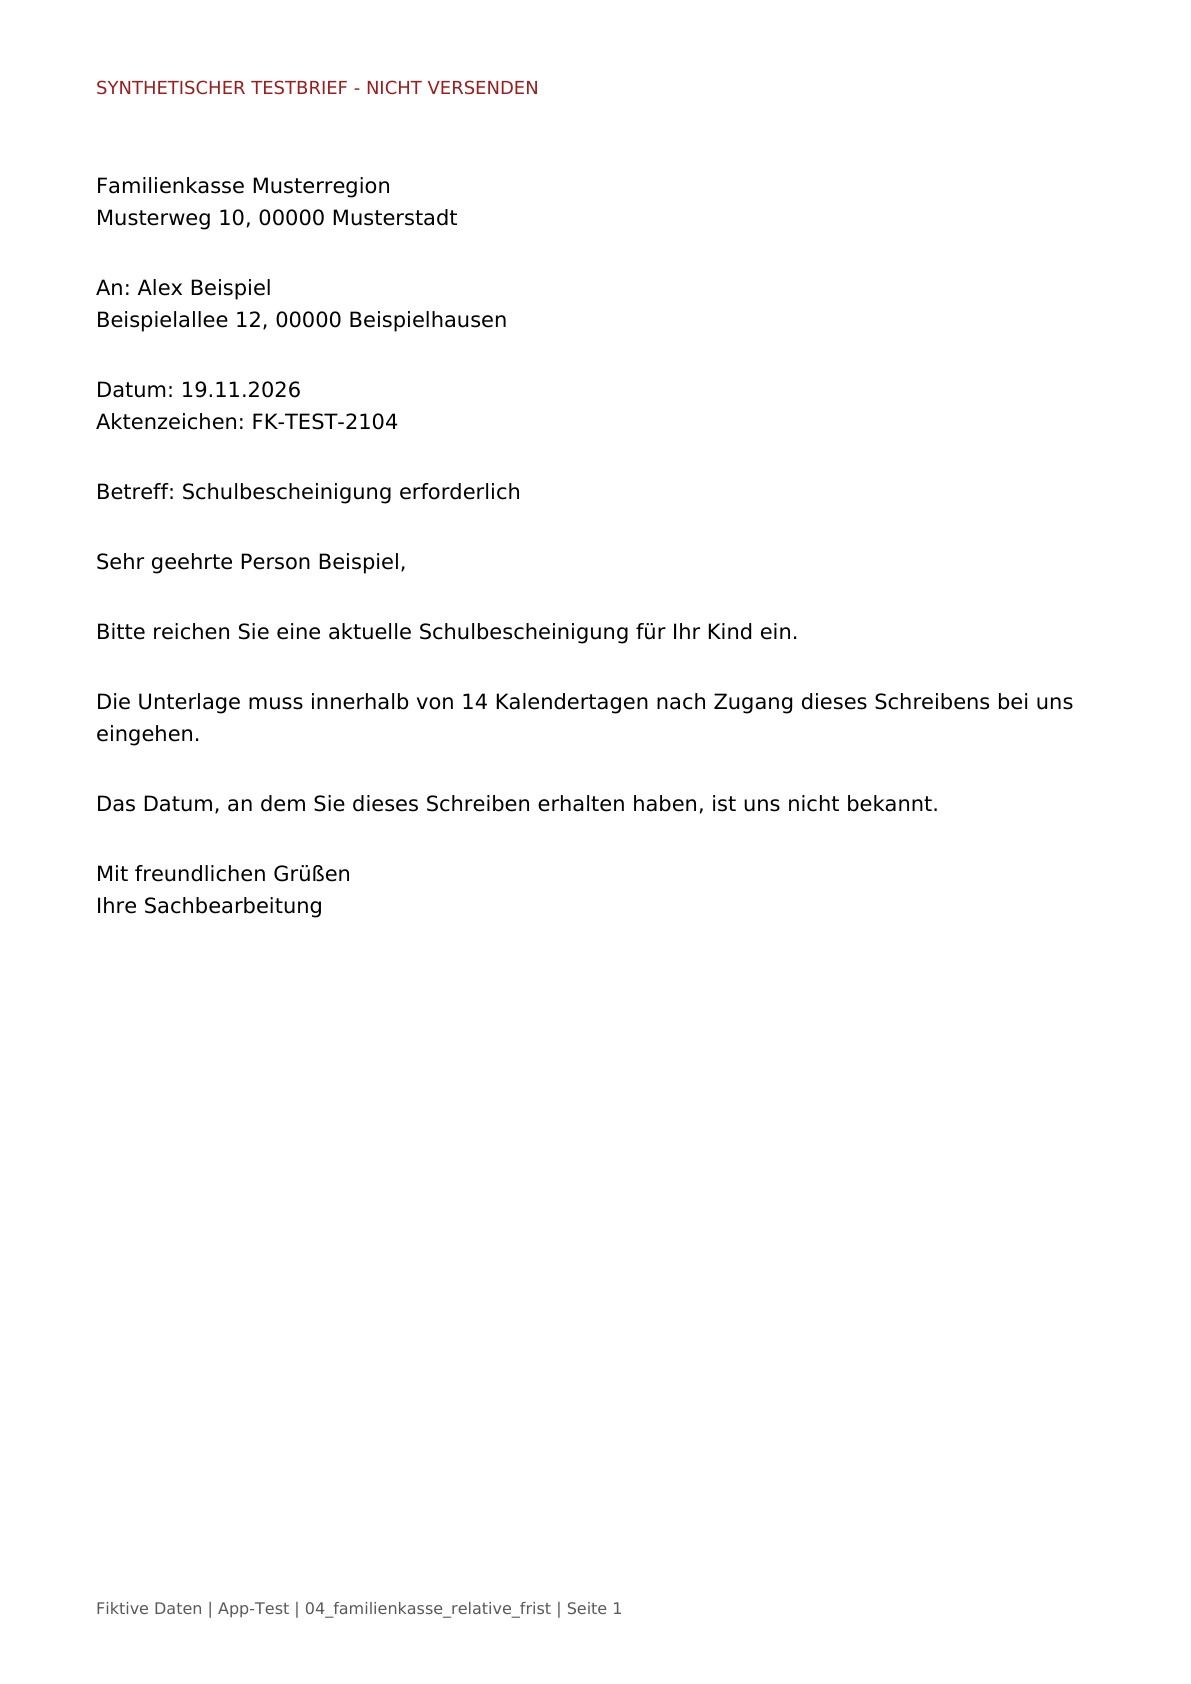 SYNTHETISCHER TESTBRIEF - NICHT VERSENDEN
Familienkasse Musterregion
Musterweg 10, 00000 Musterstadt
An: Alex Beispiel
Beispielallee 12, 00000 Beispielhausen
Datum: 19.11.2026
Aktenzeichen: FK-TEST-2104
Betreff: Schulbescheinigung erforderlich
Sehr geehrte Person Beispiel,
Bitte reichen Sie eine aktuelle Schulbescheinigung für Ihr Kind ein.
Die Unterlage muss innerhalb von 14 Kalendertagen nach Zugang dieses Schreibens bei uns
eingehen.
Das Datum, an dem Sie dieses Schreiben erhalten haben, ist uns nicht bekannt.
Mit freundlichen Grüßen
Ihre Sachbearbeitung
Fiktive Daten | App-Test | 04_familienkasse_relative_frist | Seite 1